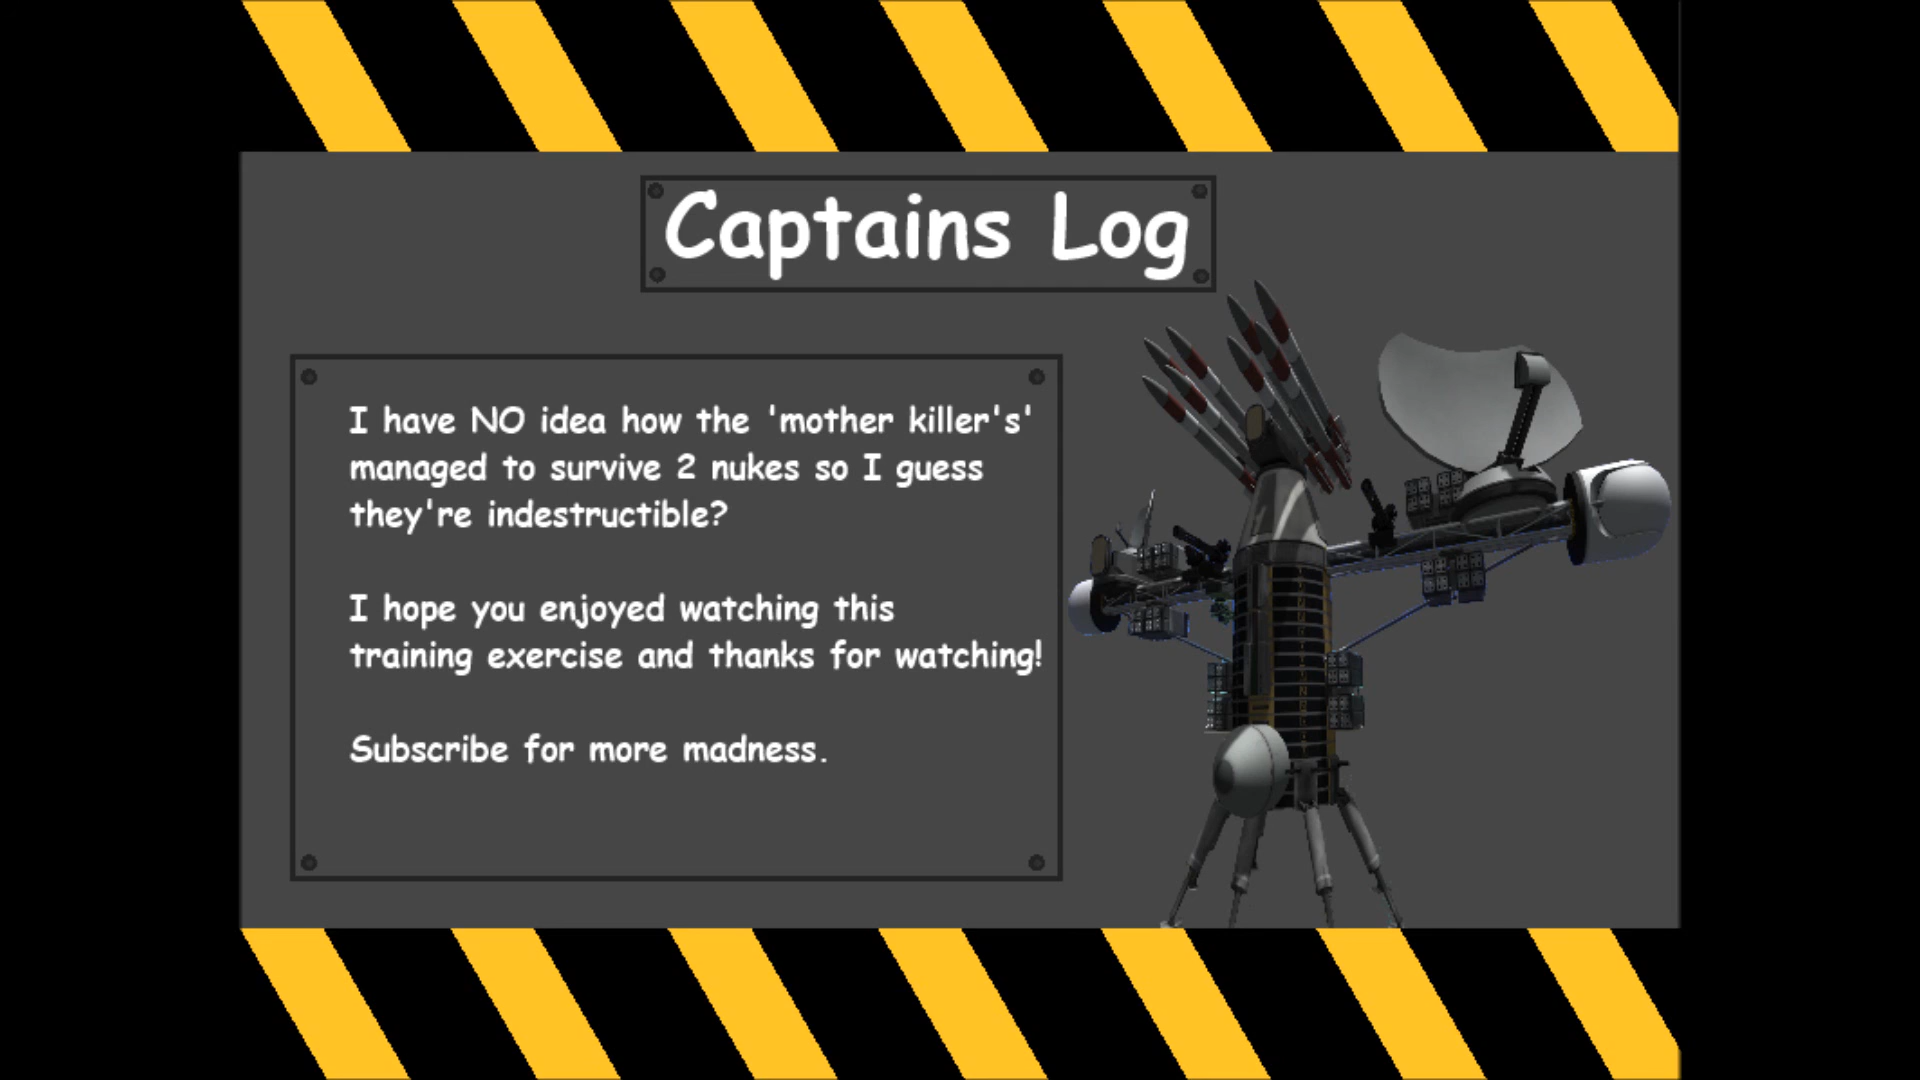 Captains Log
I have NO idea how the 'mother killer's'
managed to survive 2 nukes so I guess
they're indestructible?
I hope you enjoyed watching this
training exercise and thanks for watching!
Subscribe for more madness.